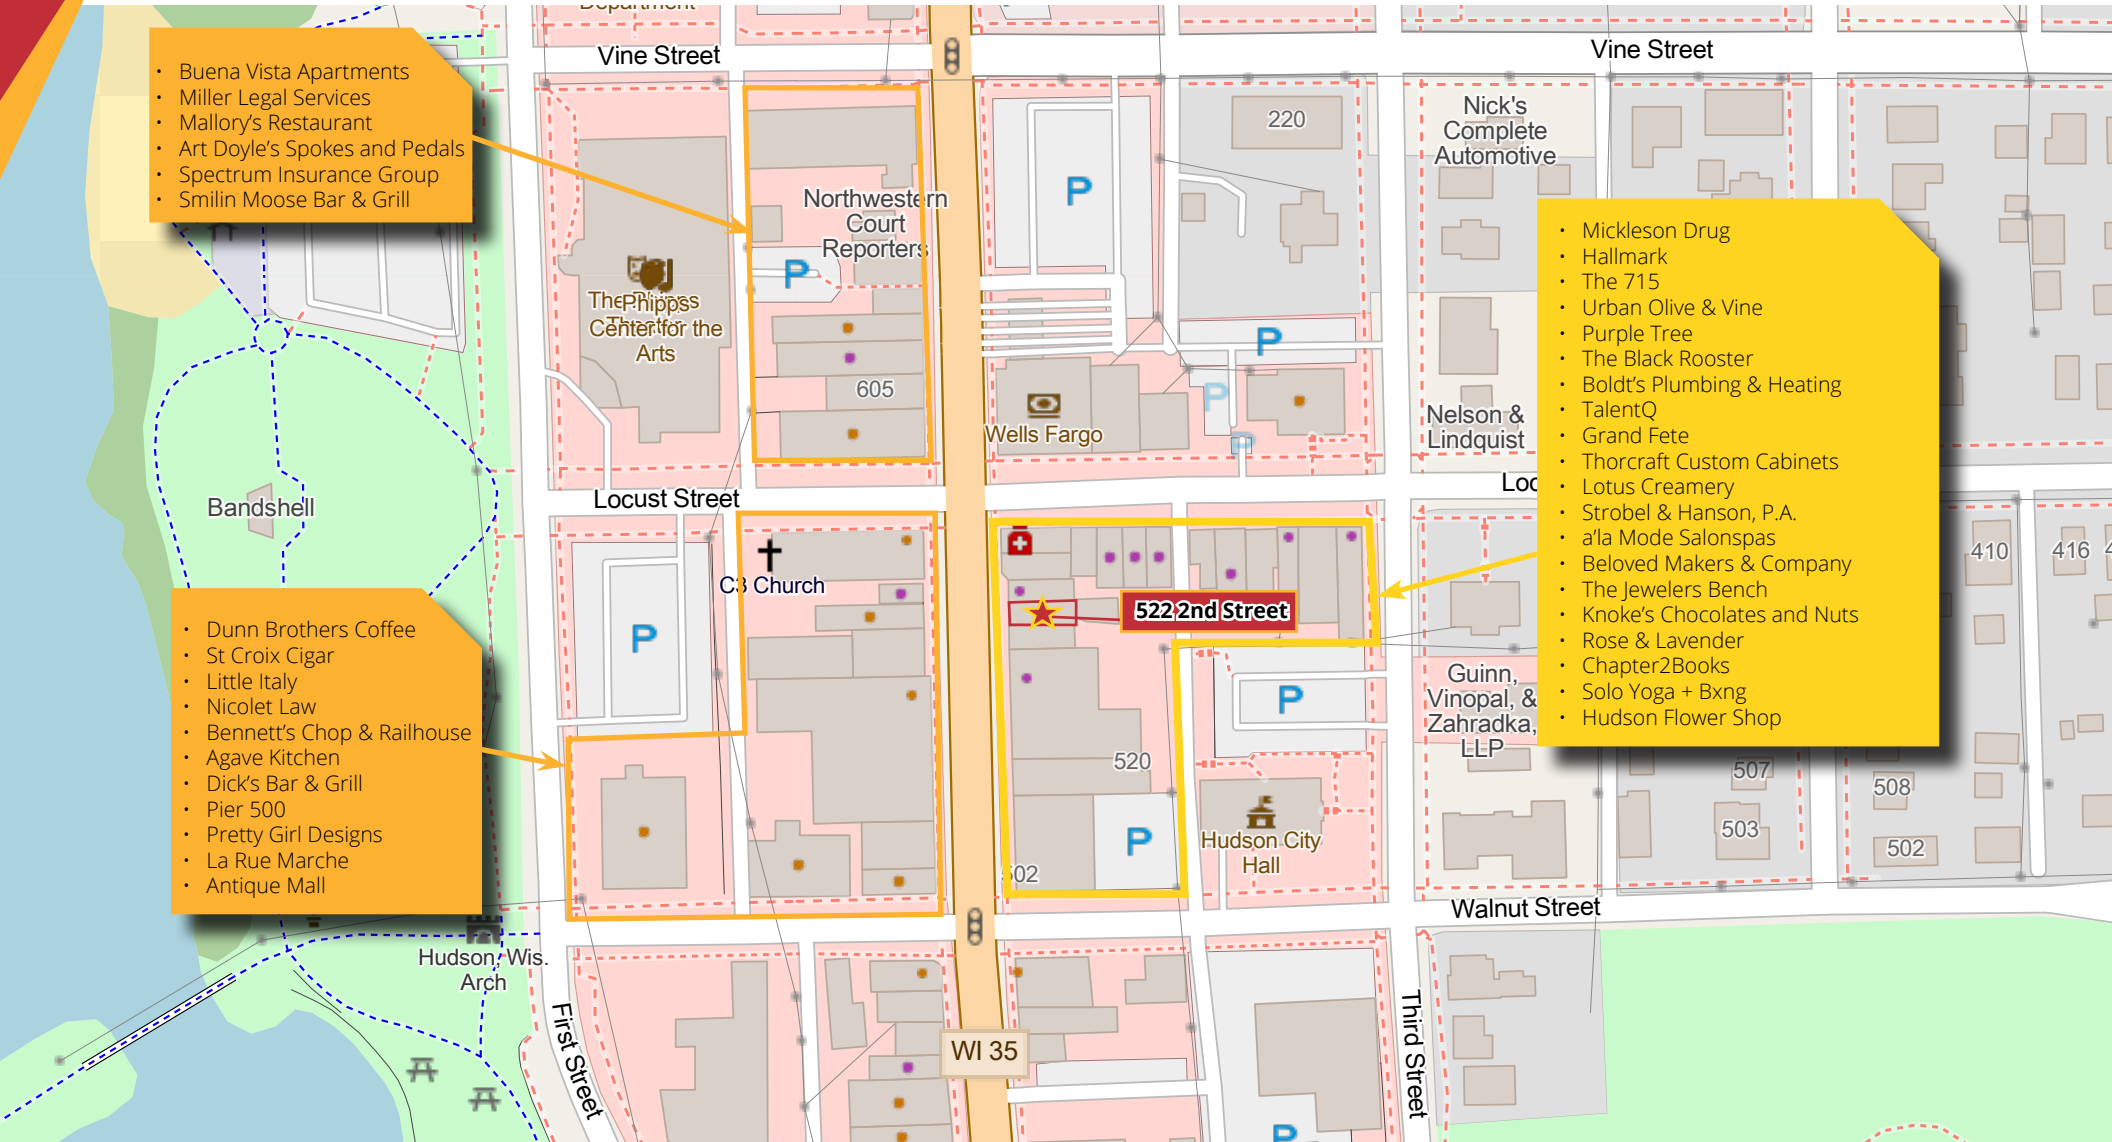 Department
Vine Street
Vine Street
• Buena Vista Apartments
• Miller Legal Services
• Mallory's Restaurant
• Art Doyle's Spokes and Pedals
• Spectrum Insurance Group
• Smilin Moose Bar & Grill
220
Nick's
Complete
Automotive
Northwestern
Court
Reporters
P
P
The Phipps
Center for the
Arts
P
P
P
605
Wells Fargo
Nelson &
Lindquist
• Mickleson Drug
• Hallmark
• The 715
• Urban Olive & Vine
• Purple Tree
• The Black Rooster
• Boldt's Plumbing & Heating
• TalentQ
• Grand Fete
• Thorcraft Custom Cabinets
• Lotus Creamery
• Strobel & Hanson, P.A.
• a'la Mode Salonspas
• Beloved Makers & Company
• The Jewelers Bench
• Knoke's Chocolates and Nuts
• Rose & Lavender
• Chapter2Books
• Solo Yoga + Bxng
• Hudson Flower Shop
Bandshell
Locust Street
Loc
C3 Church
410
416
4
522 2nd Street
P
• Dunn Brothers Coffee
• St Croix Cigar
• Little Italy
• Nicolet Law
• Bennett's Chop & Railhouse
• Agave Kitchen
• Dick's Bar & Grill
• Pier 500
• Pretty Girl Designs
• La Rue Marche
• Antique Mall
P
Guinn,
Vinopal, &
Zahradka,
LLP
520
507
508
P
Hudson City
Hall
503
502
502
Walnut Street
Hudson, Wis.
Arch
First Street
WI 35
Third Street
P